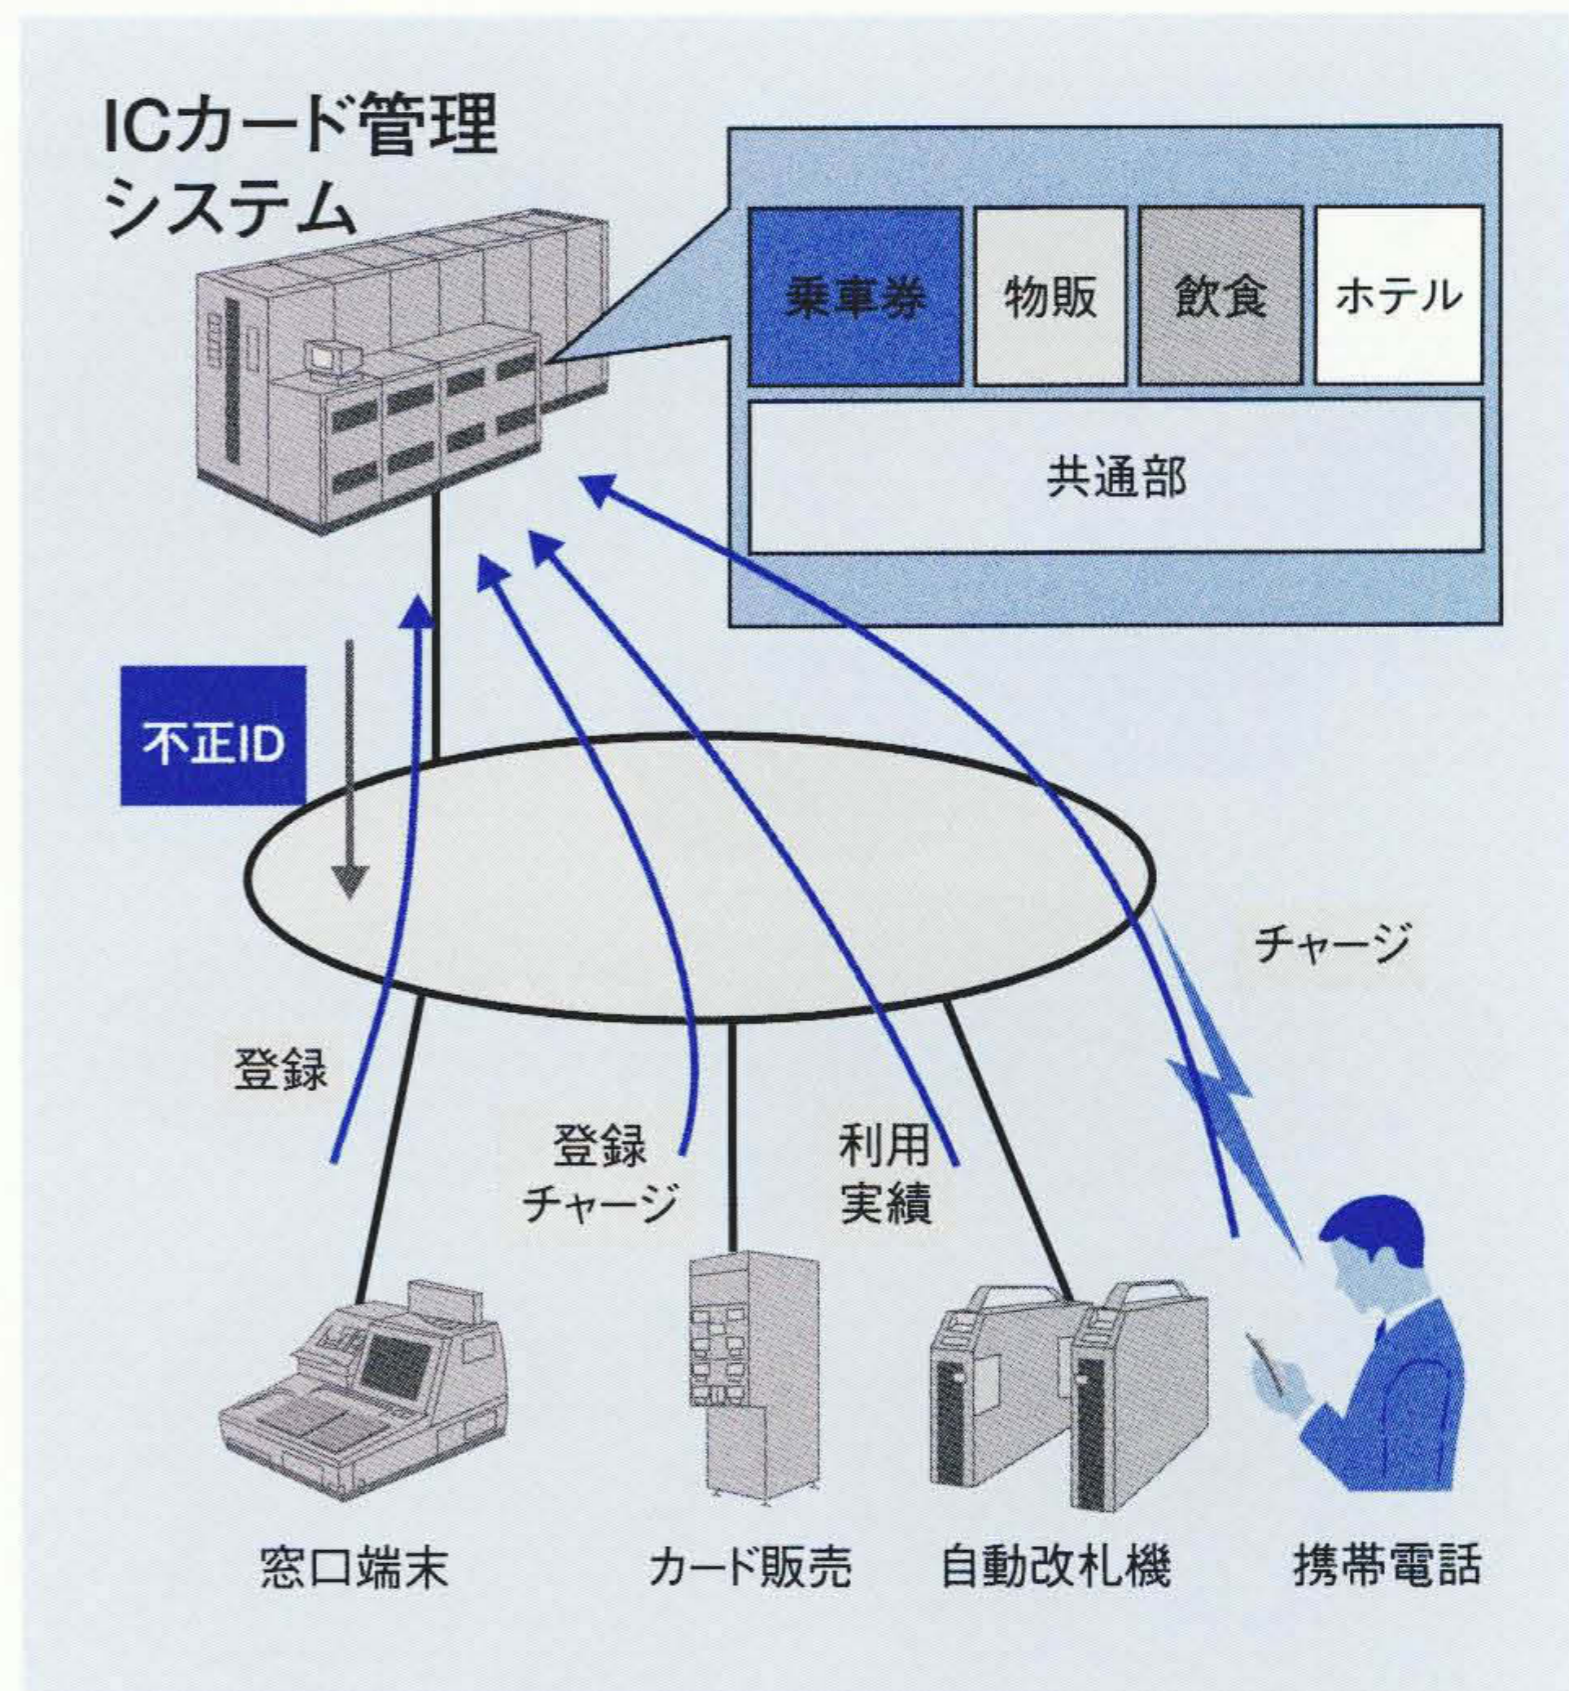 ICカード管理
システム
乗車券
物販
飲食
ホテル
共通部
不正ID
チャージ
登録
登録
チャージ
利用
実績
窓口端末
カード販売
自動改札機
携帯電話